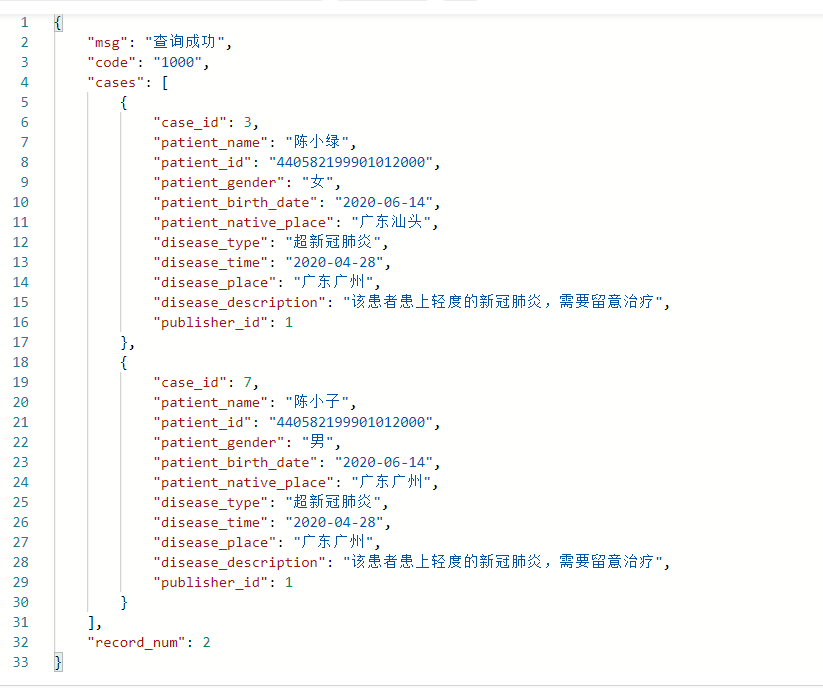 1 {
2 "msg": "查询成功",
3 "code": "1000",
4 "cases": [
5 {
6 "case_id": 3,
7 "patient_name": "陈小绿",
8 "patient_id": "440582199901012000",
9 "patient_gender": "女",
10 "patient_birth_date": "2020-06-14",
11 "patient_native_place": "广东汕头",
12 "disease_type": "超新冠肺炎",
13 "disease_time": "2020-04-28",
14 "disease_place": "广东广州",
15 "disease_description": "该患者患上轻度的新冠肺炎，需要留意治疗",
16 "publisher_id": 1
17 },
18 {
19 "case_id": 7,
20 "patient_name": "陈小子",
21 "patient_id": "440582199901012000",
22 "patient_gender": "男",
23 "patient_birth_date": "2020-06-14",
24 "patient_native_place": "广东广州",
25 "disease_type": "超新冠肺炎",
26 "disease_time": "2020-04-28",
27 "disease_place": "广东广州",
28 "disease_description": "该患者患上轻度的新冠肺炎，需要留意治疗",
29 "publisher_id": 1
30 }
31 ],
32 "record_num": 2
33 }